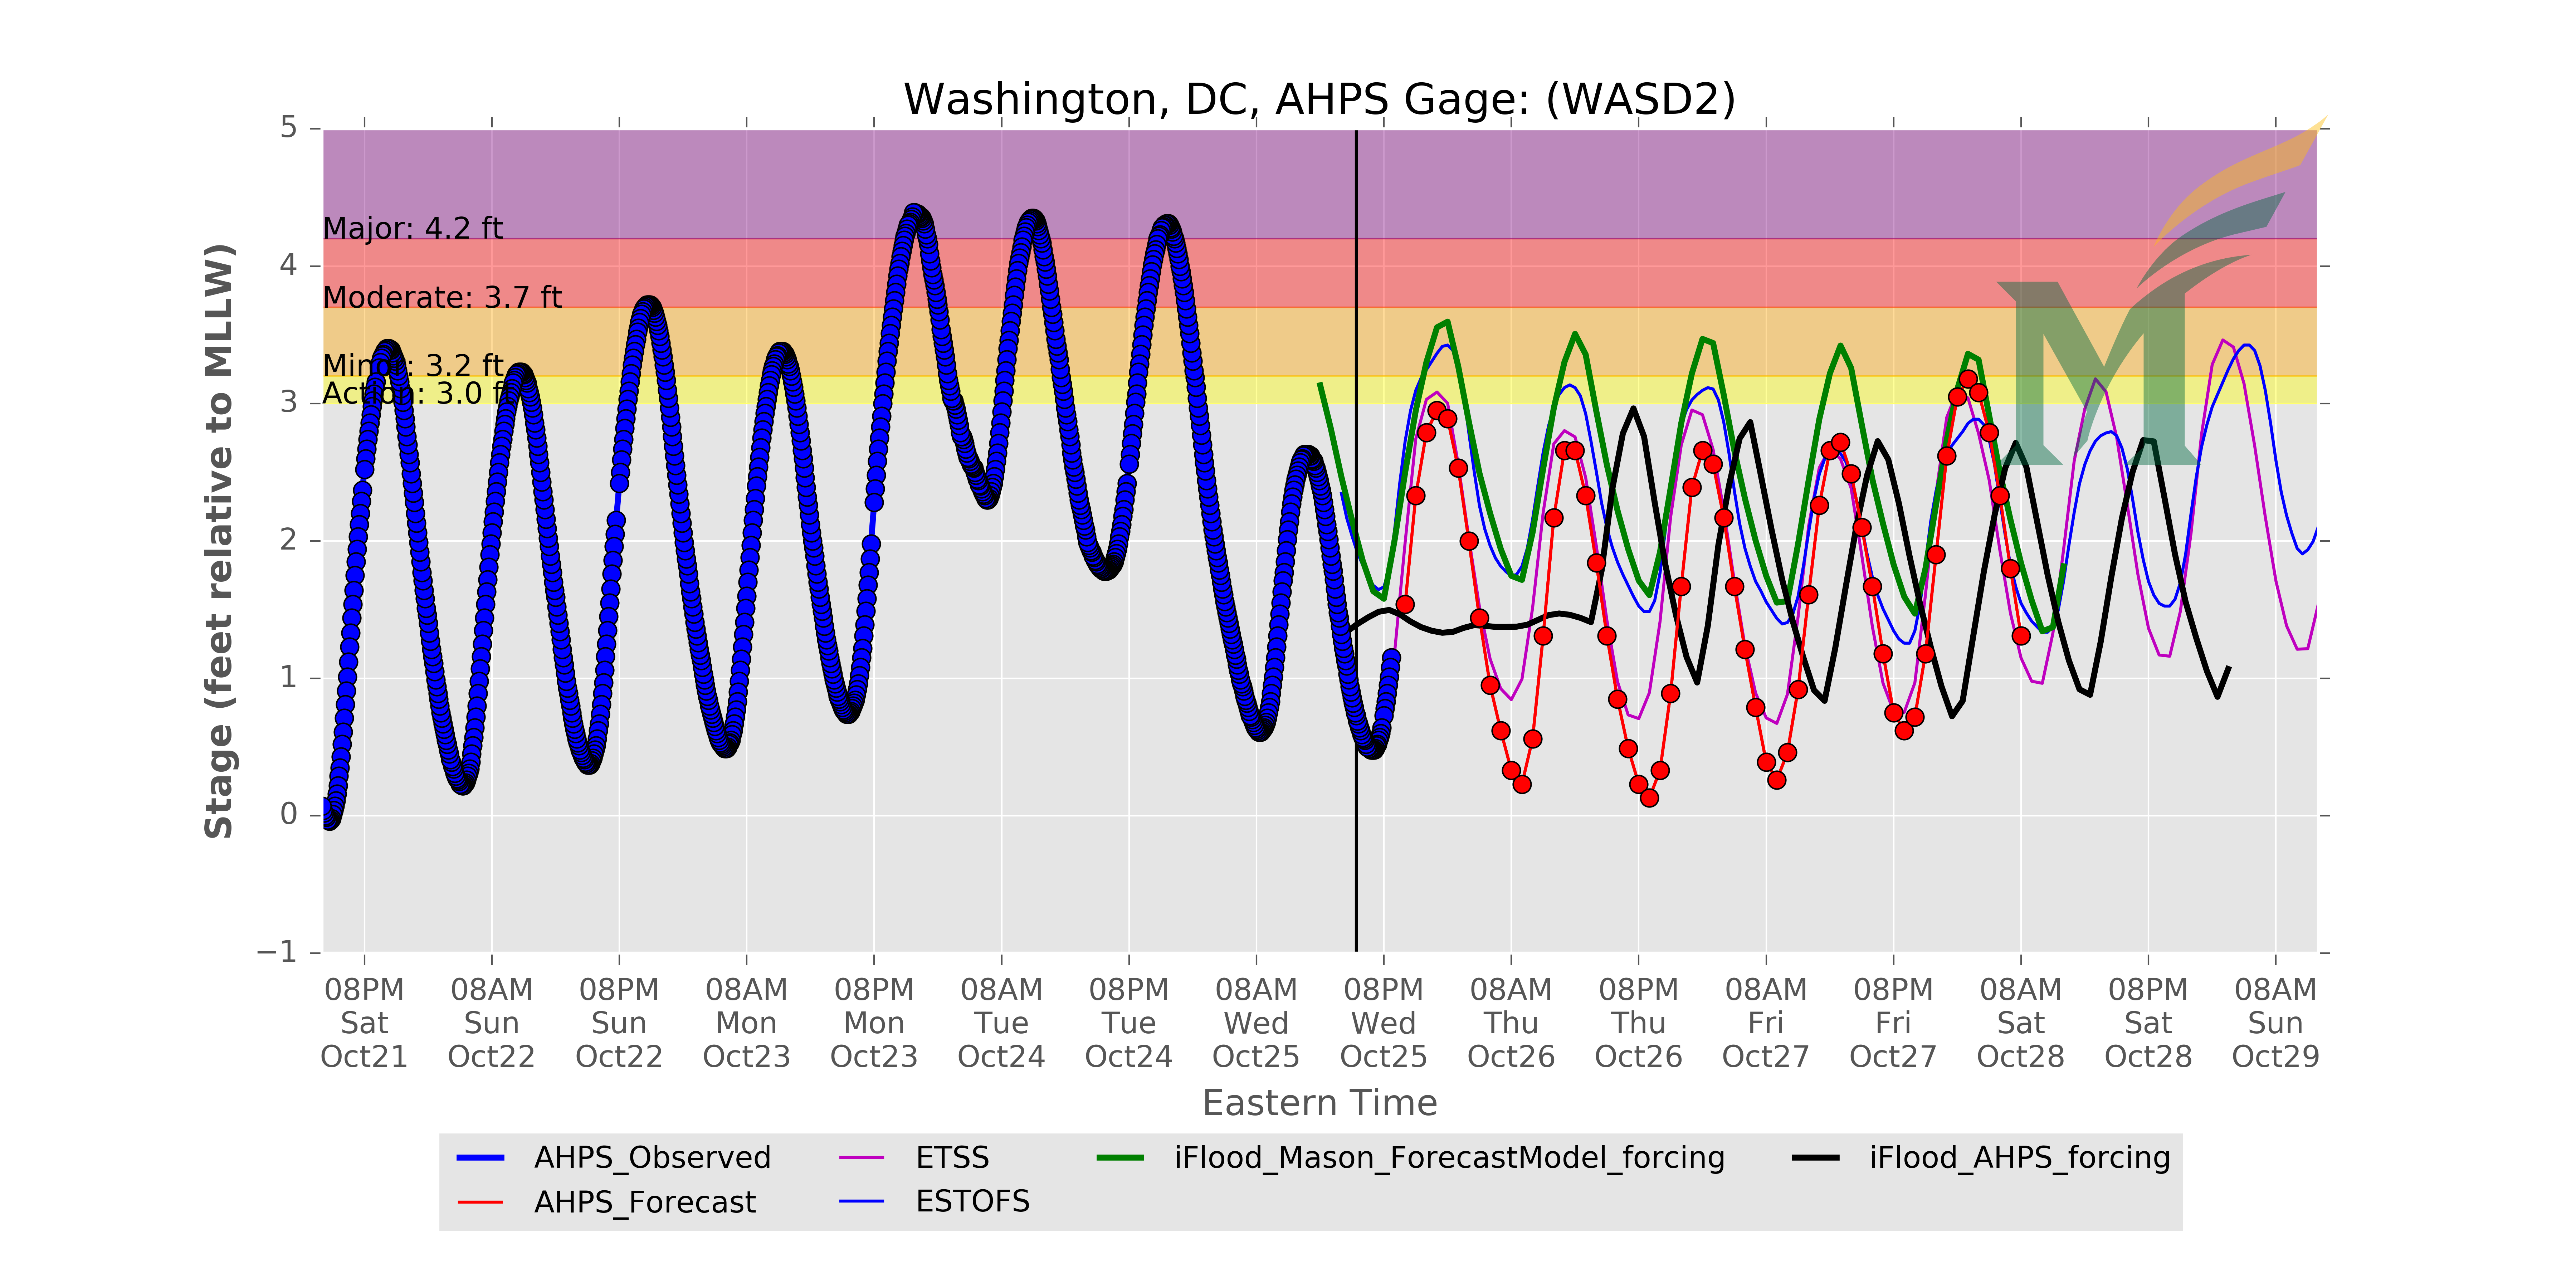 Washington, DC, AHPS Gage: (WASD2)
5
4
3
2
1
0
−1
Stage (feet relative to MLLW)
Major: 4.2 ft
Moderate: 3.7 ft
Minor: 3.2 ft
Action: 3.0 ft
M
08PM 08AM 08PM 08AM 08PM 08AM 08PM 08AM 08PM 08AM 08PM 08AM 08PM 08AM 08PM 08AM
Sat Sun Sun Mon Mon Tue Tue Wed Wed Thu Thu Fri Fri Sat Sat Sun
Oct21 Oct22 Oct22 Oct23 Oct23 Oct24 Oct24 Oct25 Oct25 Oct26 Oct26 Oct27 Oct27 Oct28 Oct28 Oct29
Eastern Time
AHPS_Observed ETSS iFlood_Mason_ForecastModel_forcing iFlood_AHPS_forcing
AHPS_Forecast ESTOFS